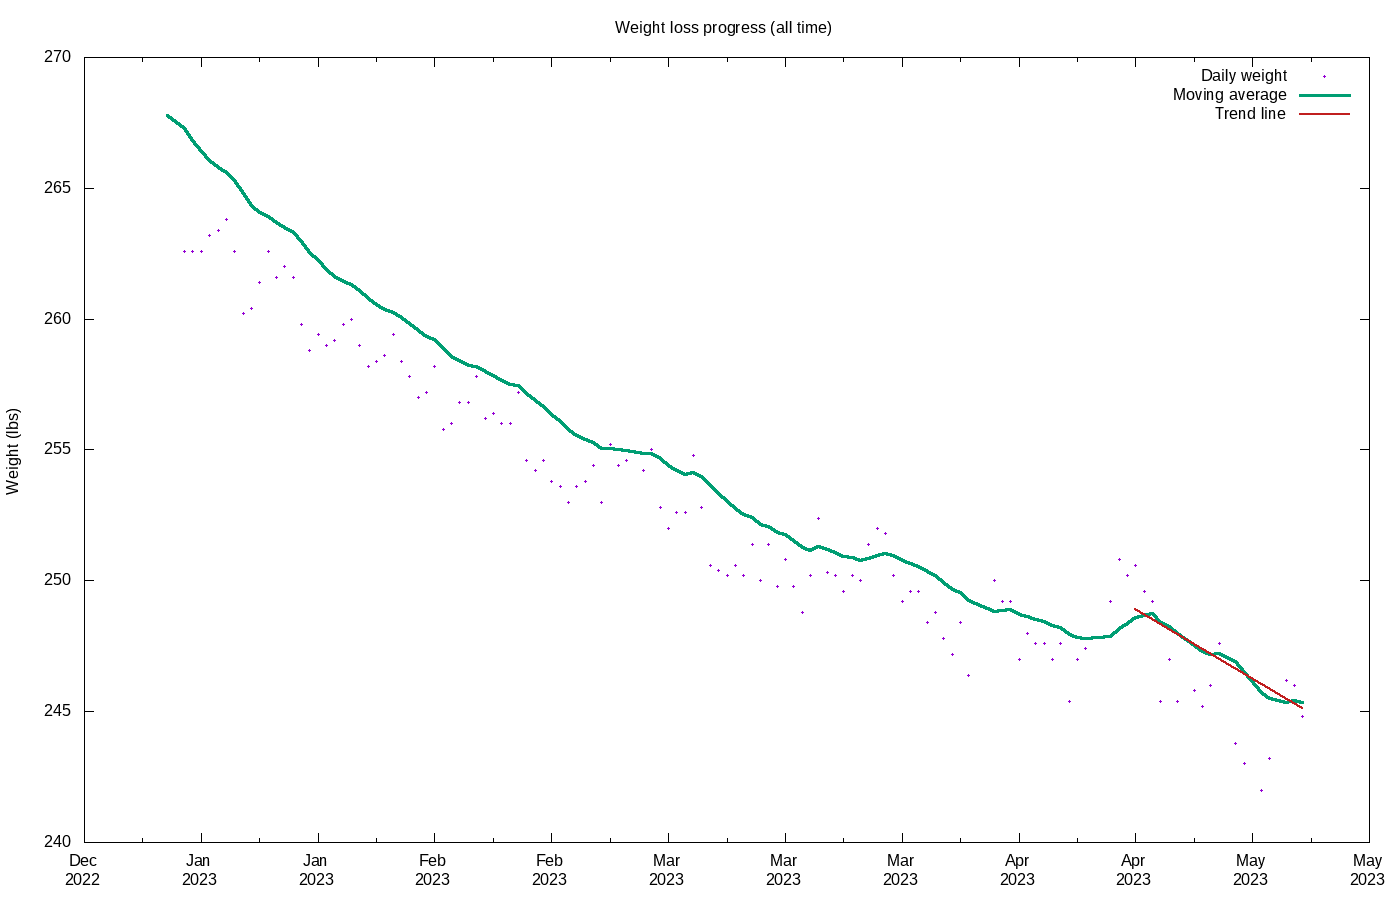 Weight loss progress (all time)
270
Daily weight
Moving average
Trend line
265
260
255
Weight (lbs)
250
245
240
Dec Jan Jan Feb Feb Mar Mar Mar Apr Apr May May
2022 2023 2023 2023 2023 2023 2023 2023 2023 2023 2023 2023